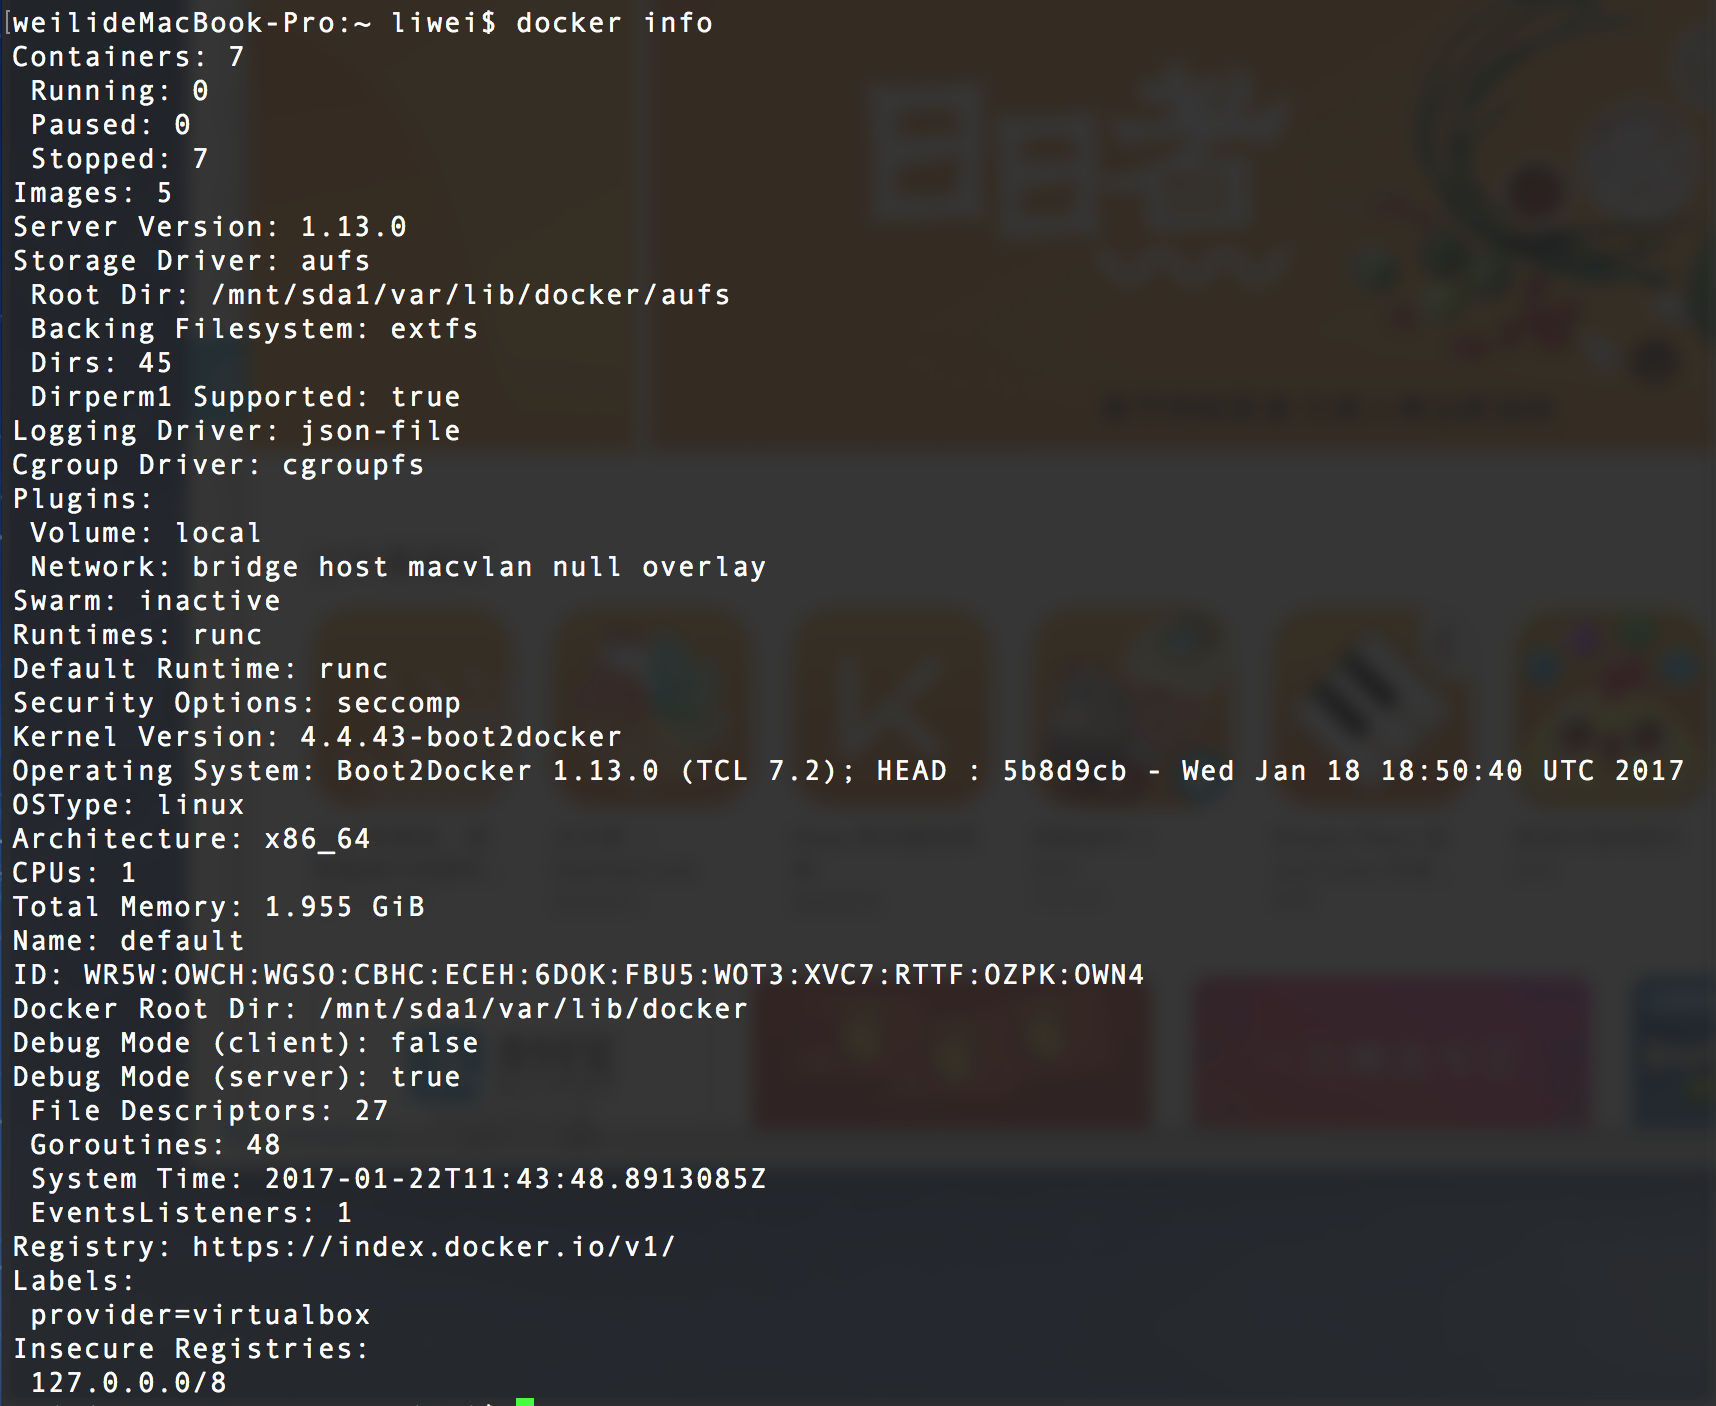 weilideMacBook-Pro:~ liwei$ docker info
Containers: 7
 Running: 0
 Paused: 0
 Stopped: 7
Images: 5
Server Version: 1.13.0
Storage Driver: aufs
 Root Dir: /mnt/sda1/var/lib/docker/aufs
 Backing Filesystem: extfs
 Dirs: 45
 Dirperm1 Supported: true
Logging Driver: json-file
Cgroup Driver: cgroupfs
Plugins:
 Volume: local
 Network: bridge host macvlan null overlay
Swarm: inactive
Runtimes: runc
Default Runtime: runc
Security Options: seccomp
Kernel Version: 4.4.43-boot2docker
Operating System: Boot2Docker 1.13.0 (TCL 7.2); HEAD : 5b8d9cb - Wed Jan 18 18:50:40 UTC 2017
OSType: linux
Architecture: x86_64
CPUs: 1
Total Memory: 1.955 GiB
Name: default
ID: WR5W:OWCH:WGSO:CBHC:ECEH:6DOK:FBU5:WOT3:XVC7:RTTF:OZPK:OWN4
Docker Root Dir: /mnt/sda1/var/lib/docker
Debug Mode (client): false
Debug Mode (server): true
 File Descriptors: 27
 Goroutines: 48
 System Time: 2017-01-22T11:43:48.8913085Z
 EventsListeners: 1
Registry: https://index.docker.io/v1/
Labels:
 provider=virtualbox
Insecure Registries:
 127.0.0.0/8